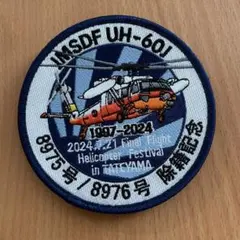 JMSDF UH-60J
1997-2024
2024.7.21 Final Flight
Helicopter Festival
in TATEYAMA
8975号/8976号 除籍記念